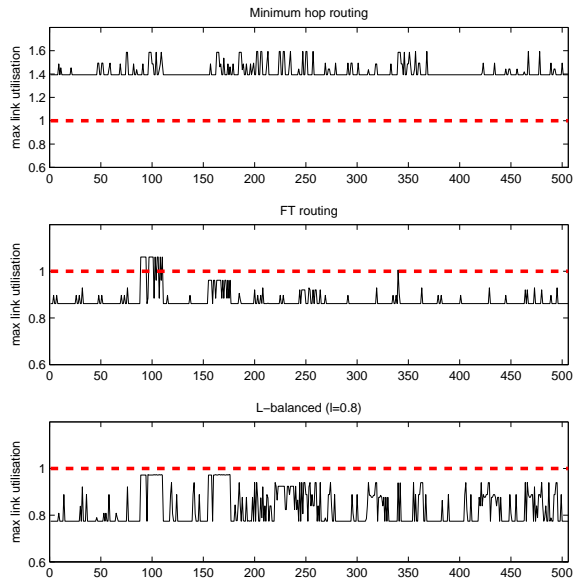 Minimum hop routing
max link utilisation
1.6
1.4
1.2
1
0.8
0.6
0 50 100 150 200 250 300 350 400 450 500
FT routing
max link utilisation
1
0.8
0.6
0 50 100 150 200 250 300 350 400 450 500
L−balanced (l=0.8)
max link utilisation
1
0.8
0.6
0 50 100 150 200 250 300 350 400 450 500